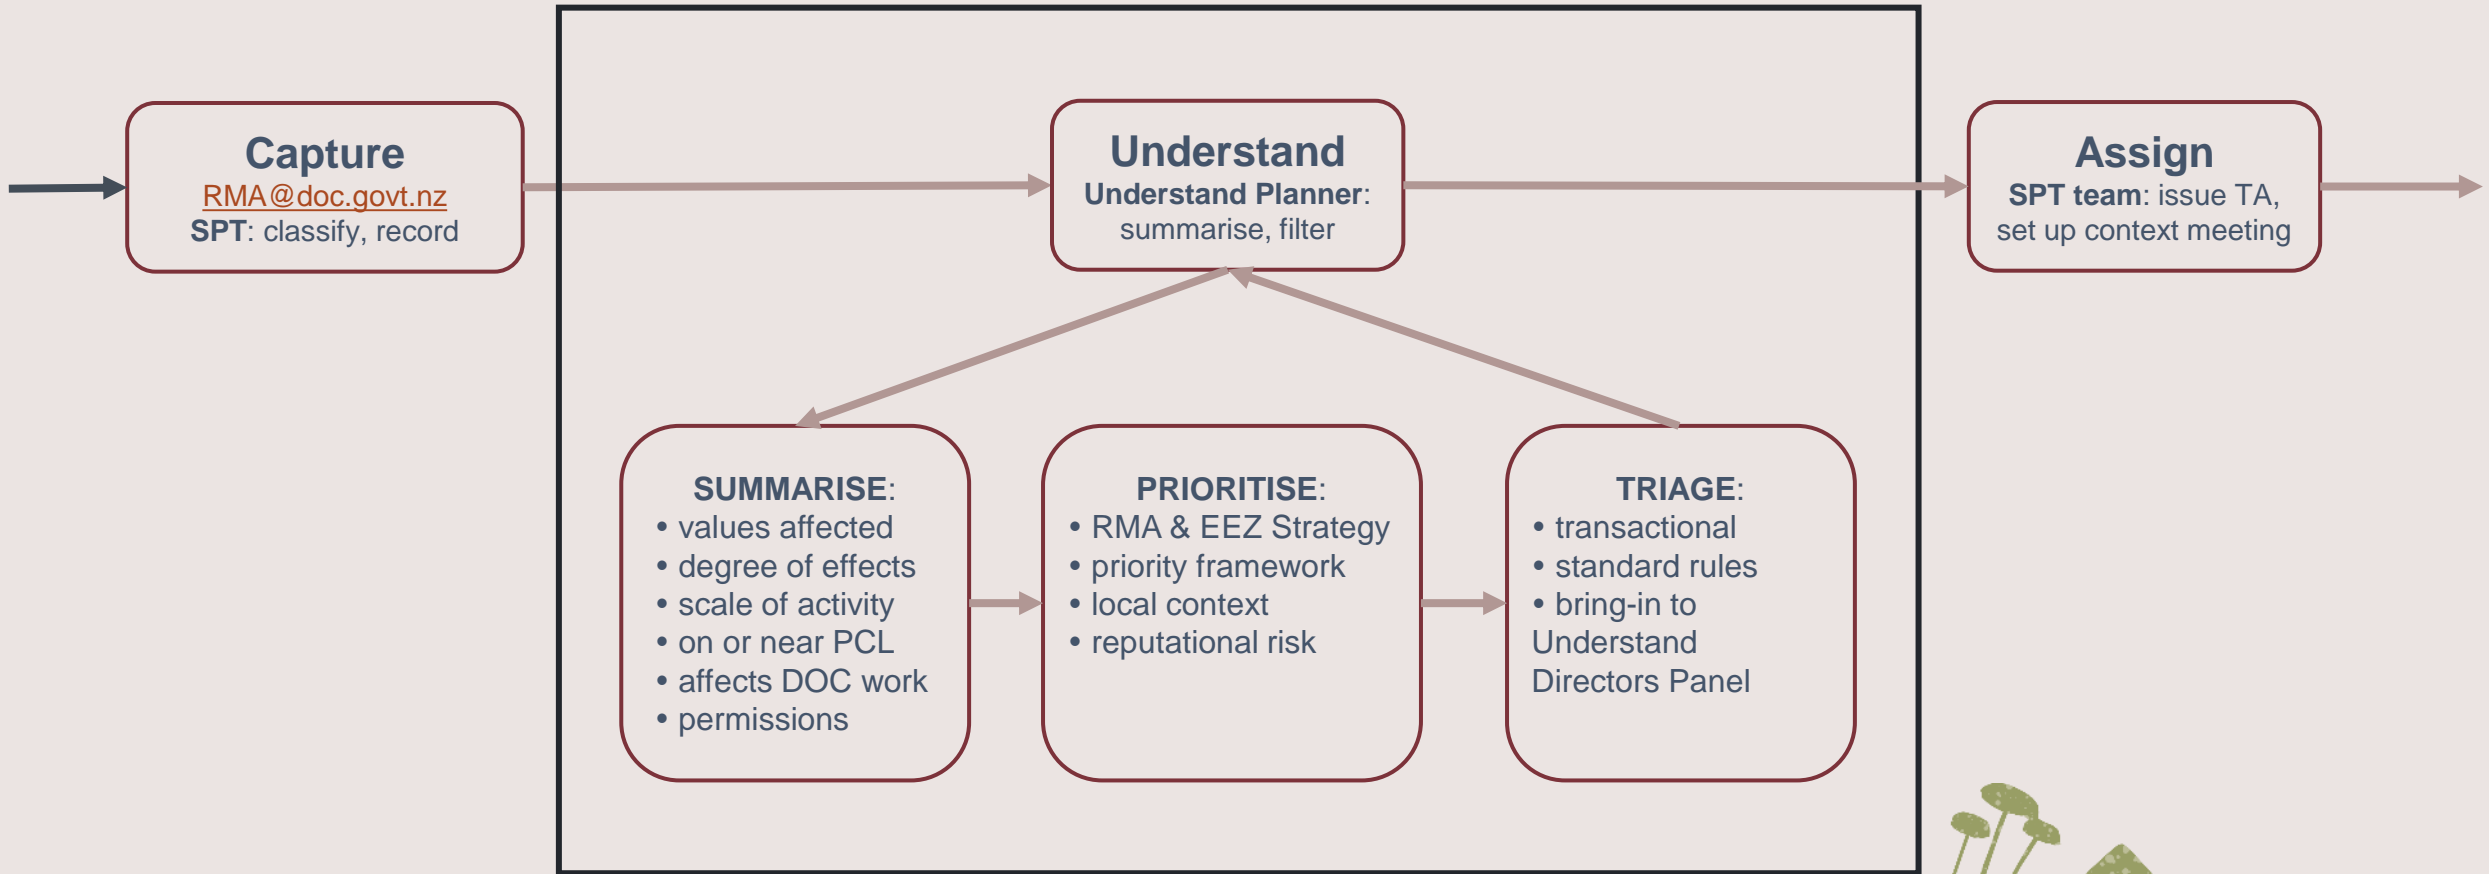 Capture
RMA@doc.govt.nz
SPT: classify, record
Understand
Understand Planner:
summarise, filter
Assign
SPT team: issue TA,
set up context meeting
SUMMARISE:
• values affected
• degree of effects
• scale of activity
• on or near PCL
• affects DOC work
• permissions
PRIORITISE:
• RMA & EEZ Strategy
• priority framework
• local context
• reputational risk
TRIAGE:
• transactional
• standard rules
• bring-in to
Understand
Directors Panel